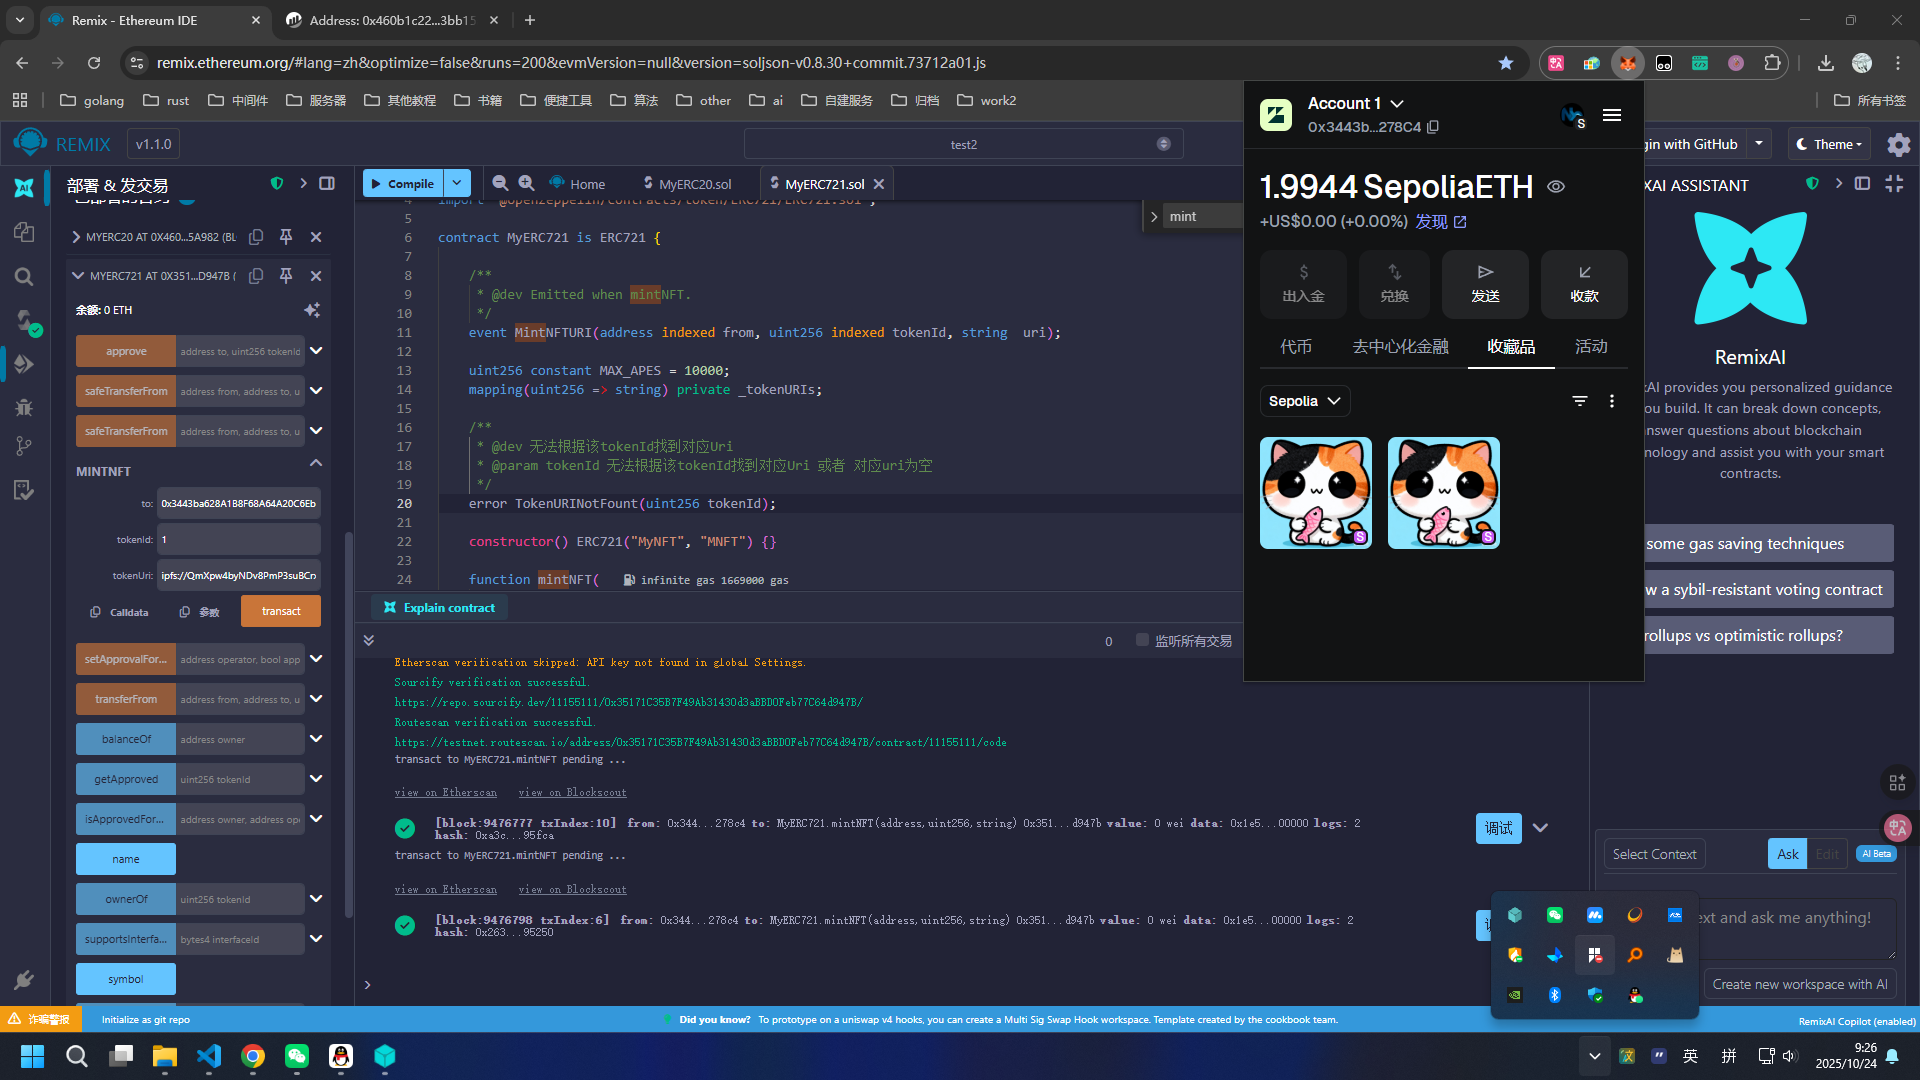 Remix - Ethereum IDE
Address: 0x460b1c22...3bb15
remix.ethereum.org/#lang=zh&optimize=false&runs=200&evmVersion=null&version=soljson-v0.8.30+commit.73712a01.js
golang
rust
中间件
服务器
其他教程
书籍
便捷工具
算法
other
ai
自建服务
归档
work2
所有书签
REMIX
v1.1.0
test2
gin with GitHub
Theme
部署 & 发交易
MYERC20 AT 0X460...5A982 (BL
MYERC721 AT 0X351...D947B (
余额: 0 ETH
approve
address to, uint256 tokenId
safeTransferFrom
address from, address to, u
safeTransferFrom
address from, address to, u
MINTNFT
to:
0x3443ba628A1B8F68A64A20C6Eb
tokenId:
1
tokenUri:
ipfs://QmXpw4byNDv8PmP3suBCn
Calldata
参数
transact
setApprovalFor...
address operator, bool app
transferFrom
address from, address to, u
balanceOf
address owner
getApproved
uint256 tokenId
isApprovedFor...
address owner, address ope
name
ownerOf
uint256 tokenId
supportsInterfa...
bytes4 interfaceId
symbol
Compile
Home
MyERC20.sol
MyERC721.sol
mint
4 import "@openzeppelin/contracts/token/ERC721/ERC721.sol";
5
6 contract MyERC721 is ERC721 {
7
8 /**
9 * @dev Emitted when mintNFT.
10 */
11 event MintNFTURI(address indexed from, uint256 indexed tokenId, string  uri);
12
13 uint256 constant MAX_APES = 10000;
14 mapping(uint256 => string) private _tokenURIs;
15
16 /**
17 * @dev 无法根据该tokenId找到对应Uri
18 * @param tokenId 无法根据该tokenId找到对应Uri 或者 对应uri为空
19 */
20 error TokenURINotFount(uint256 tokenId);
21
22 constructor() ERC721("MyNFT", "MNFT") {}
23
24 function mintNFT( infinite gas 1669000 gas
Explain contract
0
监听所有交易
Etherscan verification skipped: API key not found in global Settings.
Sourcify verification successful.
https://repo.sourcify.dev/11155111/0x35171C35B7F49Ab31430d3aBBD0Feb77C64d947B/
Routescan verification successful.
https://testnet.routescan.io/address/0x35171C35B7F49Ab31430d3aBBD0Feb77C64d947B/contract/11155111/code
transact to MyERC721.mintNFT pending ...
view on Etherscan
view on Blockscout
[block:9476777 txIndex:10] from: 0x344...278c4 to: MyERC721.mintNFT(address,uint256,string) 0x351...d947b value: 0 wei data: 0x1e5...00000 logs: 2
hash: 0xa3c...95fca
调试
transact to MyERC721.mintNFT pending ...
view on Etherscan
view on Blockscout
[block:9476798 txIndex:6] from: 0x344...278c4 to: MyERC721.mintNFT(address,uint256,string) 0x351...d947b value: 0 wei data: 0x1e5...00000 logs: 2
hash: 0x263...95250
Account 1
0x3443b...278C4
1.9944 SepoliaETH
+US$0.00 (+0.00%)
发现
出入金
兑换
发送
收款
代币
去中心化金融
收藏品
活动
Sepolia
XAI ASSISTANT
RemixAI
xAI provides you personalized guidance
ou build. It can break down concepts,
nswer questions about blockchain
nology and assist you with your smart
contracts.
some gas saving techniques
w a sybil-resistant voting contract
rollups vs optimistic rollups?
Select Context
Ask
Edit
AI Beta
ext and ask me anything!
Create new workspace with AI
诈骗警报
Initialize as git repo
Did you know? To prototype on a uniswap v4 hooks, you can create a Multi Sig Swap Hook workspace. Template created by the cookbook team.
RemixAI Copilot (enabled)
英
拼
9:26
2025/10/24